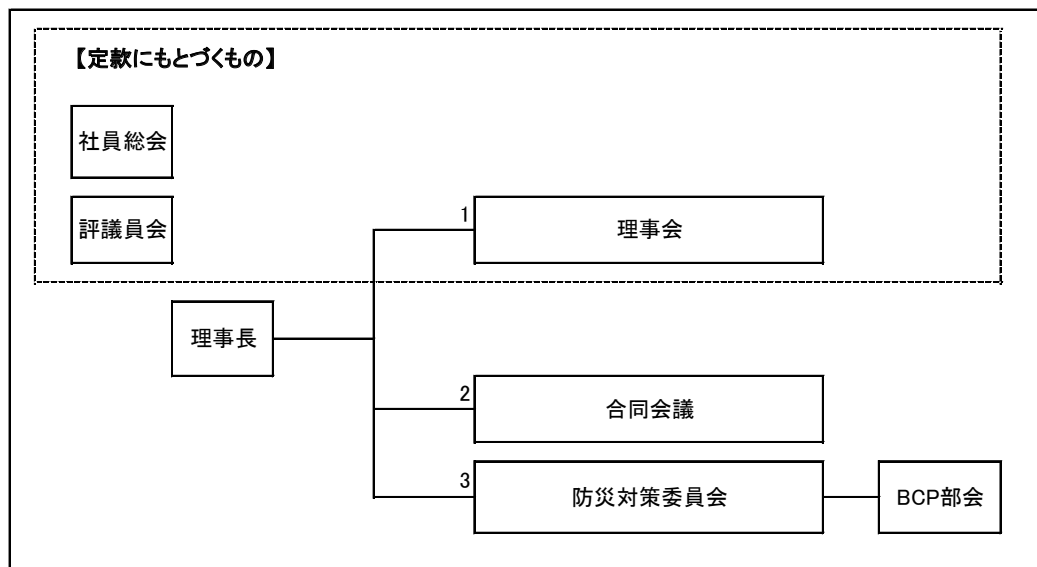 【定款にもとづくもの】
社員総会
評議員会
1
理事会
理事長
2
合同会議
3
防災対策委員会
BCP部会